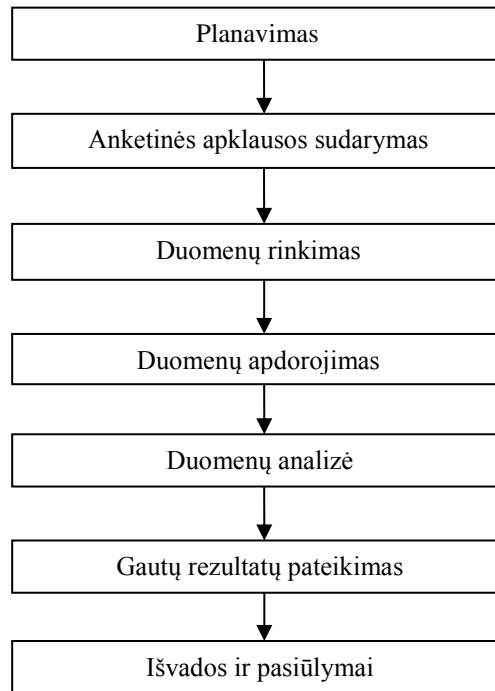 Planavimas
Anketinės apklausos sudarymas
Duomenų rinkimas
Duomenų apdorojimas
Duomenų analizė
Gautų rezultatų pateikimas
Išvados ir pasiūlymai